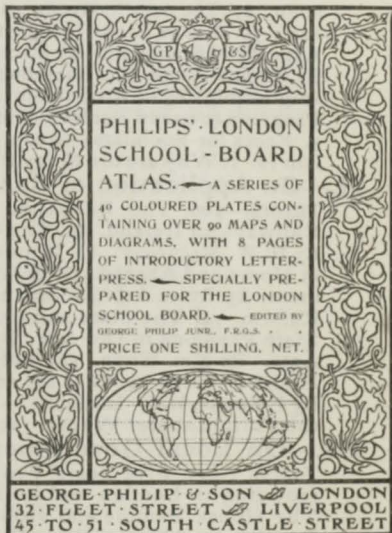 G P & S
PHILIPS'·LONDON
SCHOOL-BOARD
ATLAS. A SERIES OF
40 COLOURED PLATES CON-
TAINING OVER 90 MAPS AND
DIAGRAMS, WITH 8 PAGES
OF INTRODUCTORY LETTER-
PRESS. SPECIALLY PRE-
PARED FOR THE LONDON
SCHOOL BOARD. EDITED BY
GEORGE PHILIP JUNR., F.R.G.S. · ·
PRICE ONE SHILLING, NET.
GEORGE·PHILIP·&·SON LONDON
32·FLEET·STREET LIVERPOOL
45·TO·51·SOUTH·CASTLE·STREET